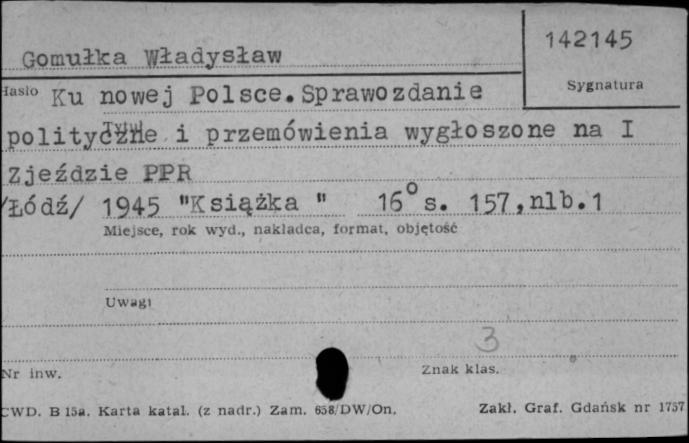 Gomułka Władysław
142145
Sygnatura
Hasło Ku nowej Polsce. Sprawozdanie
polityczne i przemówienia wygłoszone na I
Tytuł
Zjeździe PPR
/Łódź/ 1945 "Książka " 16° s. 157,nlb.1
Miejsce, rok wyd., nakładca, format, objętość
Uwagi
3
Nr inw.
Znak klas.
CWD. B 15a. Karta katal. (z nadr.) Zam. 658/DW/On.
Zakł. Graf. Gdańsk nr 1757